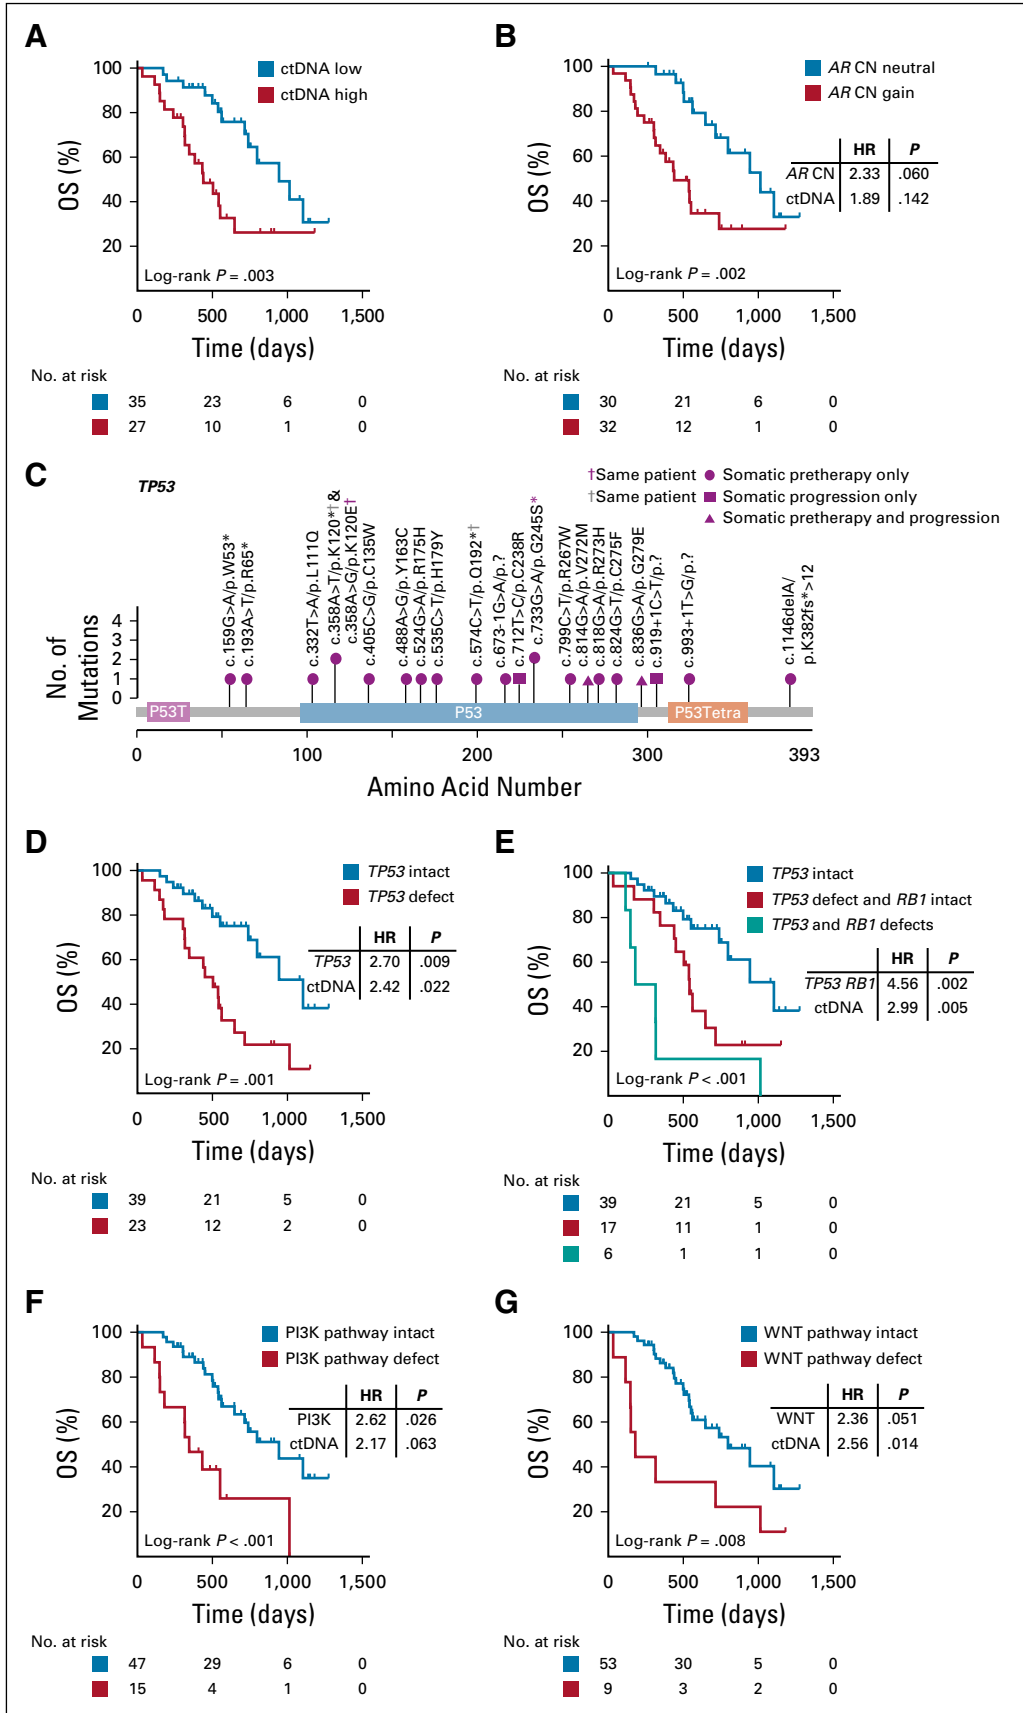 A
ctDNA low
ctDNA high
OS (%)
100
80
60
40
20
Log-rank P = .003
0 500 1,000 1,500
Time (days)
No. at risk
35 23 6 0
27 10 1 0
B
AR CN neutral
AR CN gain
HR P
AR CN 2.33 .060
ctDNA 1.89 .142
OS (%)
100
80
60
40
20
Log-rank P = .002
0 500 1,000 1,500
Time (days)
No. at risk
30 21 6 0
32 12 1 0
C
TP53
†Same patient
†Same patient
Somatic pretherapy only
Somatic progression only
Somatic pretherapy and progression
No. of
Mutations
4
3
2
1
0
c.159G>A/p.W53*
c.193A>T/p.R65*
c.332T>A/p.L111Q
c.358A>T/p.K120*† &
c.358A>G/p.K120E†
c.405C>G/p.C135W
c.488A>G/p.Y163C
c.524G>A/p.R175H
c.535C>T/p.H179Y
c.574C>T/p.Q192*†
c.673-1G>A/p.?
c.712T>C/p.C238R
c.733G>A/p.G245S*
c.799C>T/p.R267W
c.814G>A/p.V272M
c.818G>A/p.R273H
c.824G>T/p.C275F
c.836G>A/p.G279E
c.919+1C>T/p.?
c.993+1T>G/p.?
c.1146delA/
p.K382fs*>12
P53T
P53
P53Tetra
0 100 200 300 393
Amino Acid Number
D
TP53 intact
TP53 defect
HR P
TP53 2.70 .009
ctDNA 2.42 .022
OS (%)
100
80
60
40
20
Log-rank P = .001
0 500 1,000 1,500
Time (days)
No. at risk
39 21 5 0
23 12 2 0
E
TP53 intact
TP53 defect and RB1 intact
TP53 and RB1 defects
HR P
TP53 RB1 4.56 .002
ctDNA 2.99 .005
OS (%)
100
80
60
40
20
Log-rank P < .001
0 500 1,000 1,500
Time (days)
No. at risk
39 21 5 0
17 11 1 0
6 1 1 0
F
PI3K pathway intact
PI3K pathway defect
HR P
PI3K 2.62 .026
ctDNA 2.17 .063
OS (%)
100
80
60
40
20
Log-rank P < .001
0 500 1,000 1,500
Time (days)
No. at risk
47 29 6 0
15 4 1 0
G
WNT pathway intact
WNT pathway defect
HR P
WNT 2.36 .051
ctDNA 2.56 .014
OS (%)
100
80
60
40
20
Log-rank P = .008
0 500 1,000 1,500
Time (days)
No. at risk
53 30 5 0
9 3 2 0